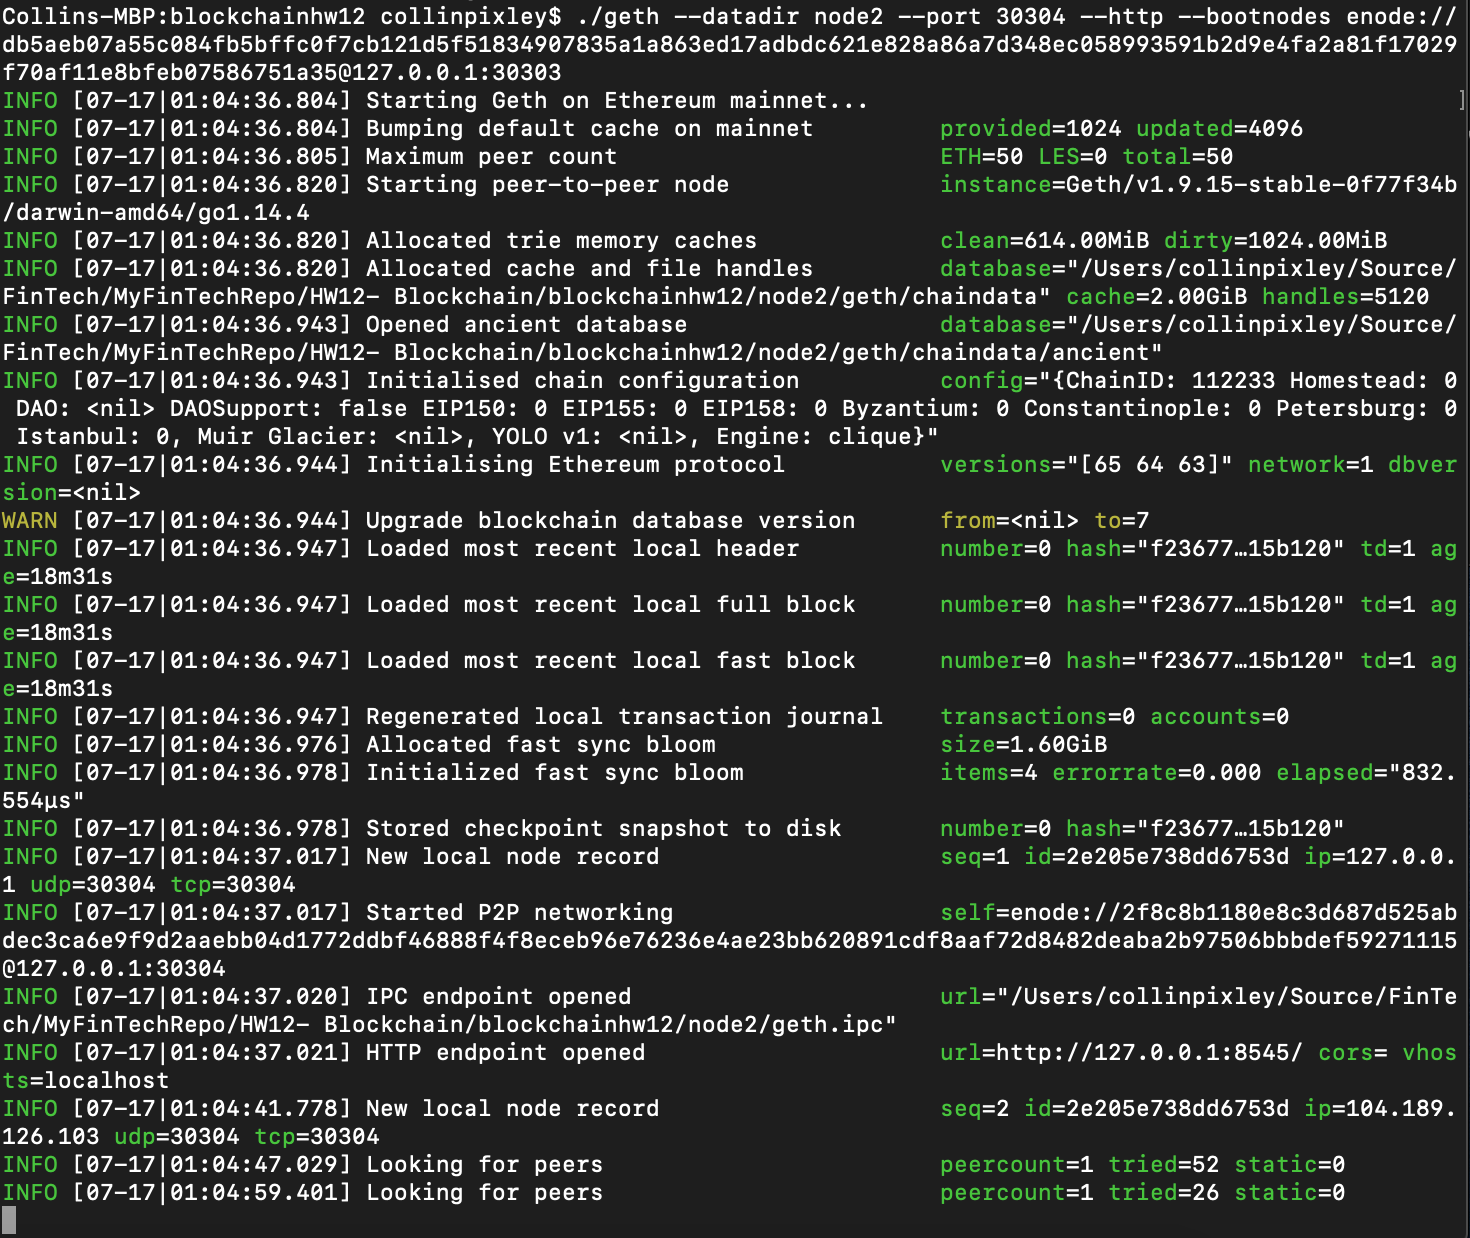 Collins-MBP:blockchainhw12 collinpixley$ ./geth --datadir node2 --port 30304 --http --bootnodes enode://
db5aeb07a55c084fb5bffc0f7cb121d5f51834907835a1a863ed17adbdc621e828a86a7d348ec058993591b2d9e4fa2a81f17029
f70af11e8bfeb07586751a35@127.0.0.1:30303
INFO [07-17|01:04:36.804] Starting Geth on Ethereum mainnet... ]
INFO [07-17|01:04:36.804] Bumping default cache on mainnet provided=1024 updated=4096
INFO [07-17|01:04:36.805] Maximum peer count ETH=50 LES=0 total=50
INFO [07-17|01:04:36.820] Starting peer-to-peer node instance=Geth/v1.9.15-stable-0f77f34b
/darwin-amd64/go1.14.4
INFO [07-17|01:04:36.820] Allocated trie memory caches clean=614.00MiB dirty=1024.00MiB
INFO [07-17|01:04:36.820] Allocated cache and file handles database="/Users/collinpixley/Source/
FinTech/MyFinTechRepo/HW12- Blockchain/blockchainhw12/node2/geth/chaindata" cache=2.00GiB handles=5120
INFO [07-17|01:04:36.943] Opened ancient database database="/Users/collinpixley/Source/
FinTech/MyFinTechRepo/HW12- Blockchain/blockchainhw12/node2/geth/chaindata/ancient"
INFO [07-17|01:04:36.943] Initialised chain configuration config="{ChainID: 112233 Homestead: 0
 DAO: <nil> DAOSupport: false EIP150: 0 EIP155: 0 EIP158: 0 Byzantium: 0 Constantinople: 0 Petersburg: 0
 Istanbul: 0, Muir Glacier: <nil>, YOLO v1: <nil>, Engine: clique}"
INFO [07-17|01:04:36.944] Initialising Ethereum protocol versions="[65 64 63]" network=1 dbver
sion=<nil>
WARN [07-17|01:04:36.944] Upgrade blockchain database version from=<nil> to=7
INFO [07-17|01:04:36.947] Loaded most recent local header number=0 hash="f23677…15b120" td=1 ag
e=18m31s
INFO [07-17|01:04:36.947] Loaded most recent local full block number=0 hash="f23677…15b120" td=1 ag
e=18m31s
INFO [07-17|01:04:36.947] Loaded most recent local fast block number=0 hash="f23677…15b120" td=1 ag
e=18m31s
INFO [07-17|01:04:36.947] Regenerated local transaction journal transactions=0 accounts=0
INFO [07-17|01:04:36.976] Allocated fast sync bloom size=1.60GiB
INFO [07-17|01:04:36.978] Initialized fast sync bloom items=4 errorrate=0.000 elapsed="832.
554µs"
INFO [07-17|01:04:36.978] Stored checkpoint snapshot to disk number=0 hash="f23677…15b120"
INFO [07-17|01:04:37.017] New local node record seq=1 id=2e205e738dd6753d ip=127.0.0.
1 udp=30304 tcp=30304
INFO [07-17|01:04:37.017] Started P2P networking self=enode://2f8c8b1180e8c3d687d525ab
dec3ca6e9f9d2aaebb04d1772ddbf46888f4f8eceb96e76236e4ae23bb620891cdf8aaf72d8482deaba2b97506bbbdef59271115
@127.0.0.1:30304
INFO [07-17|01:04:37.020] IPC endpoint opened url="/Users/collinpixley/Source/FinTe
ch/MyFinTechRepo/HW12- Blockchain/blockchainhw12/node2/geth.ipc"
INFO [07-17|01:04:37.021] HTTP endpoint opened url=http://127.0.0.1:8545/ cors= vhos
ts=localhost
INFO [07-17|01:04:41.778] New local node record seq=2 id=2e205e738dd6753d ip=104.189.
126.103 udp=30304 tcp=30304
INFO [07-17|01:04:47.029] Looking for peers peercount=1 tried=52 static=0
INFO [07-17|01:04:59.401] Looking for peers peercount=1 tried=26 static=0